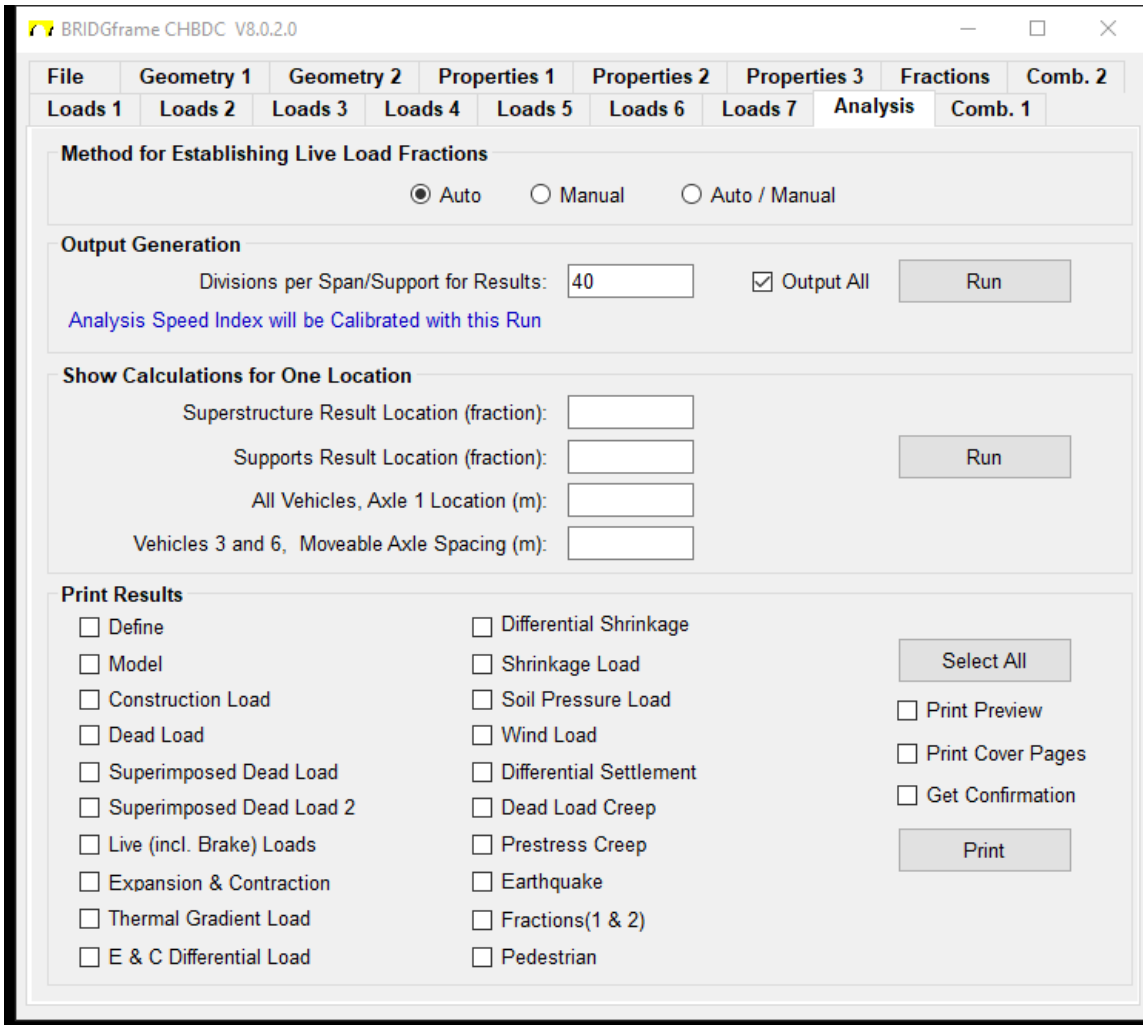 BRIDGframe CHBDC V8.0.2.0
File Geometry 1 Geometry 2 Properties 1 Properties 2 Properties 3 Fractions Comb. 2
Loads 1 Loads 2 Loads 3 Loads 4 Loads 5 Loads 6 Loads 7 Analysis Comb. 1
Method for Establishing Live Load Fractions
Auto Manual Auto / Manual
Output Generation
Divisions per Span/Support for Results: 40 Output All Run
Analysis Speed Index will be Calibrated with this Run
Show Calculations for One Location
Superstructure Result Location (fraction):
Supports Result Location (fraction): Run
All Vehicles, Axle 1 Location (m):
Vehicles 3 and 6, Moveable Axle Spacing (m):
Print Results
Define
Model
Construction Load
Dead Load
Superimposed Dead Load
Superimposed Dead Load 2
Live (incl. Brake) Loads
Expansion & Contraction
Thermal Gradient Load
E & C Differential Load
Differential Shrinkage
Shrinkage Load
Soil Pressure Load
Wind Load
Differential Settlement
Dead Load Creep
Prestress Creep
Earthquake
Fractions(1 & 2)
Pedestrian
Select All
Print Preview
Print Cover Pages
Get Confirmation
Print